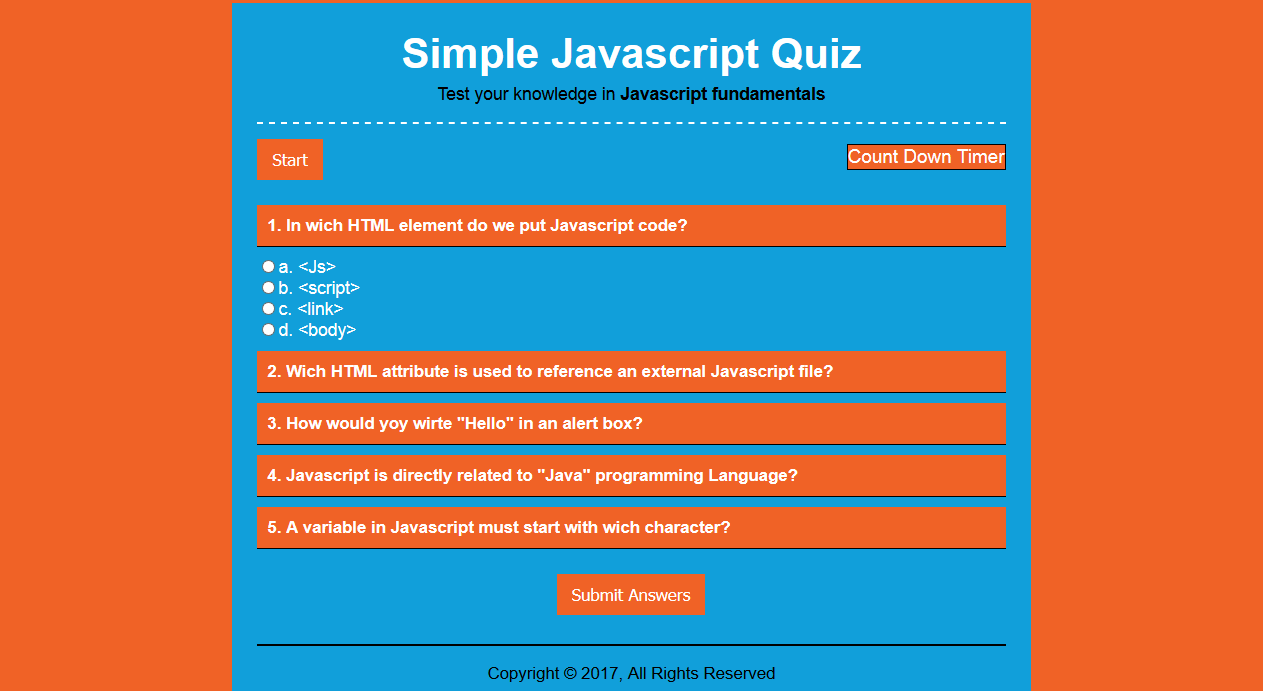 Simple Javascript Quiz
Test your knowledge in Javascript fundamentals
Start
Count Down Timer
1. In wich HTML element do we put Javascript code?
a. <Js>
b. <script>
c. <link>
d. <body>
2. Wich HTML attribute is used to reference an external Javascript file?
3. How would yoy wirte "Hello" in an alert box?
4. Javascript is directly related to "Java" programming Language?
5. A variable in Javascript must start with wich character?
Submit Answers
Copyright © 2017, All Rights Reserved